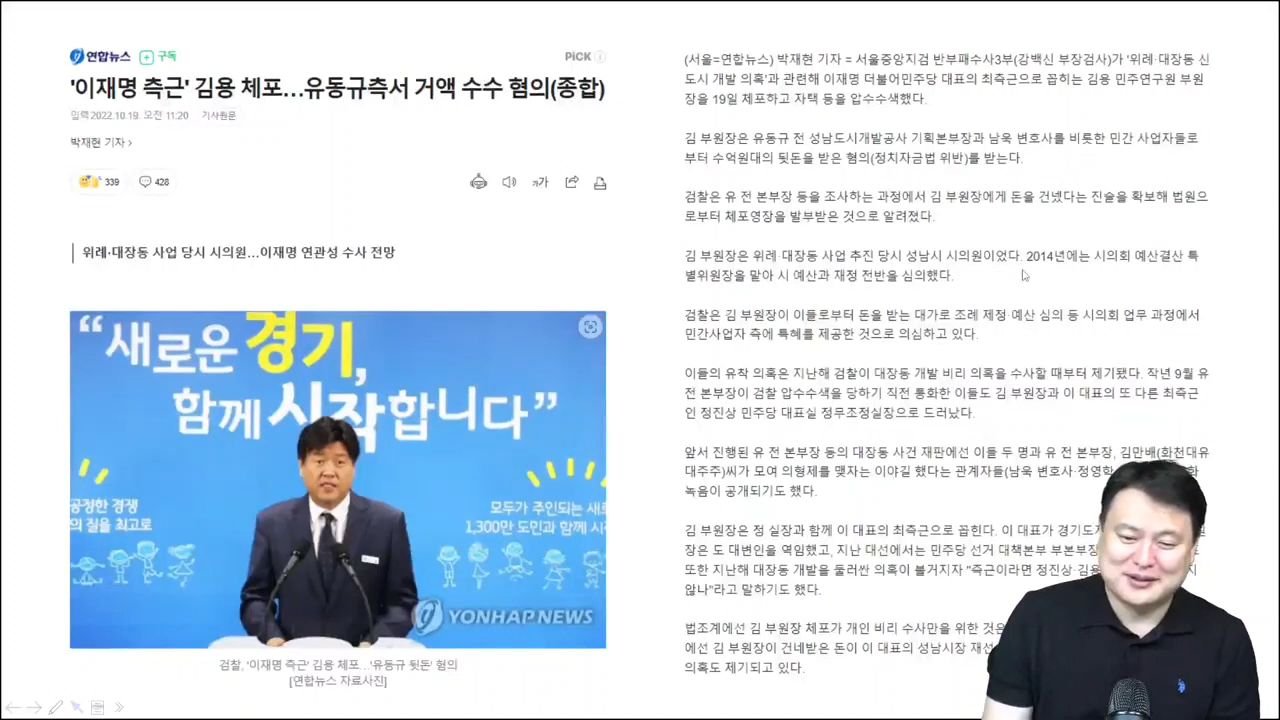 연합뉴스 구독 PiCK
'이재명 측근' 김용 체포…유동규측서 거액 수수 혐의(종합)
입력 2022.10.19. 오전 11:20 기사원문
박재현 기자
339 428 가가
위례·대장동 사업 당시 시의원…이재명 연관성 수사 전망
“새로운 경기,
함께 시작합니다”
공정한 경쟁
의 질을 최고로
모두가 주인되는 새로
1,300만 도민과 함께 시
YONHAP NEWS
검찰, '이재명 측근' 김용 체포…'유동규 뒷돈' 혐의
[연합뉴스 자료사진]
(서울=연합뉴스) 박재현 기자 = 서울중앙지검 반부패수사3부(강백신 부장검사)가 '위례·대장동 신
도시 개발 의혹'과 관련해 이재명 더불어민주당 대표의 최측근으로 꼽히는 김용 민주연구원 부원
장을 19일 체포하고 자택 등을 압수수색했다.
김 부원장은 유동규 전 성남도시개발공사 기획본부장과 남욱 변호사를 비롯한 민간 사업자들로
부터 수억원대의 뒷돈을 받은 혐의(정치자금법 위반)를 받는다.
검찰은 유 전 본부장 등을 조사하는 과정에서 김 부원장에게 돈을 건넸다는 진술을 확보해 법원으
로부터 체포영장을 발부받은 것으로 알려졌다.
김 부원장은 위례·대장동 사업 추진 당시 성남시 시의원이었다. 2014년에는 시의회 예산결산 특
별위원장을 맡아 시 예산과 재정 전반을 심의했다.
검찰은 김 부원장이 이들로부터 돈을 받는 대가로 조례 제정·예산 심의 등 시의회 업무 과정에서
민간사업자 측에 특혜를 제공한 것으로 의심하고 있다.
이들의 유착 의혹은 지난해 검찰이 대장동 개발 비리 의혹을 수사할 때부터 제기됐다. 작년 9월 유
전 본부장이 검찰 압수수색을 당하기 직전 통화한 이들도 김 부원장과 이 대표의 또 다른 최측근
인 정진상 민주당 대표실 정무조정실장으로 드러났다.
앞서 진행된 유 전 본부장 등의 대장동 사건 재판에선 이들 두 명과 유 전 본부장, 김만배(화천대유
대주주)씨가 모여 의형제를 맺자는 이야길 했다는 관계자들(남욱 변호사·정영학 한
녹음이 공개되기도 했다.
김 부원장은 정 실장과 함께 이 대표의 최측근으로 꼽힌다. 이 대표가 경기도 원
장은 도 대변인을 역임했고, 지난 대선에서는 민주당 선거 대책본부 부본부장
또한 지난해 대장동 개발을 둘러싼 의혹이 불거지자 "측근이라면 정진상·김용 지
않나"라고 말하기도 했다.
법조계에선 김 부원장 체포가 개인 비리 수사만을 위한 것은
에선 김 부원장이 건네받은 돈이 이 대표의 성남시장 재선
의혹도 제기되고 있다.